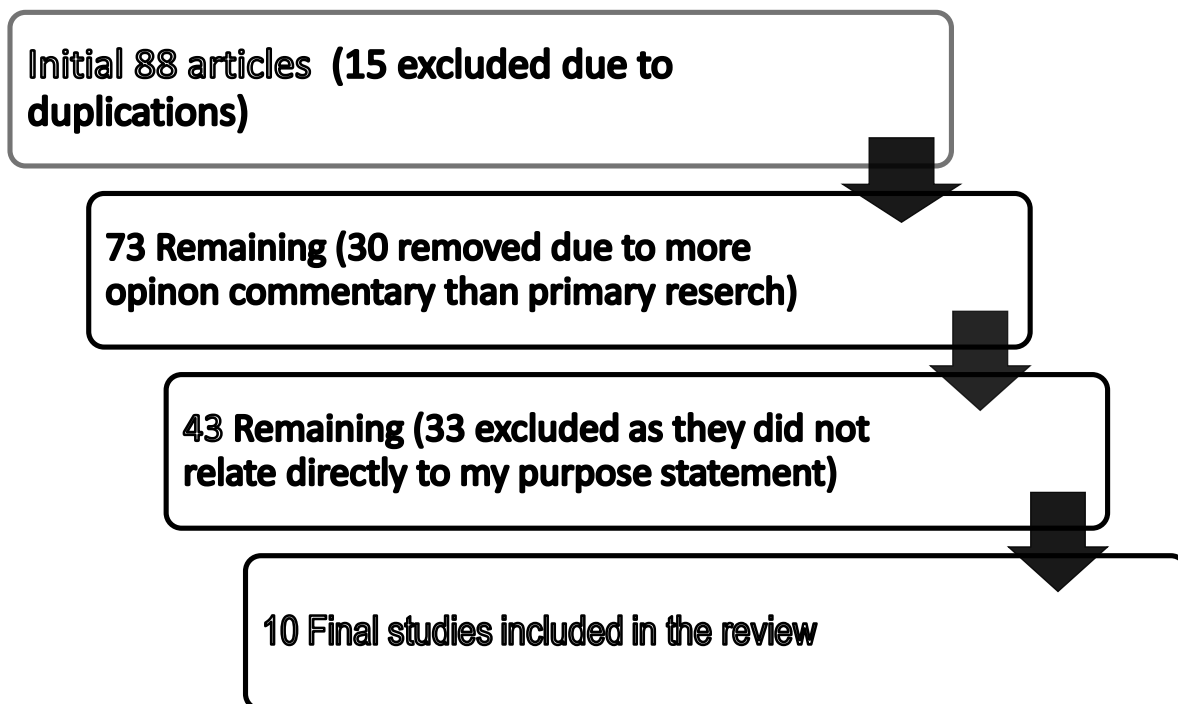 Initial 88 articles (15 excluded due to
duplications)
73 Remaining (30 removed due to more
opinon commentary than primary reserch)
43 Remaining (33 excluded as they did not
relate directly to my purpose statement)
10 Final studies included in the review